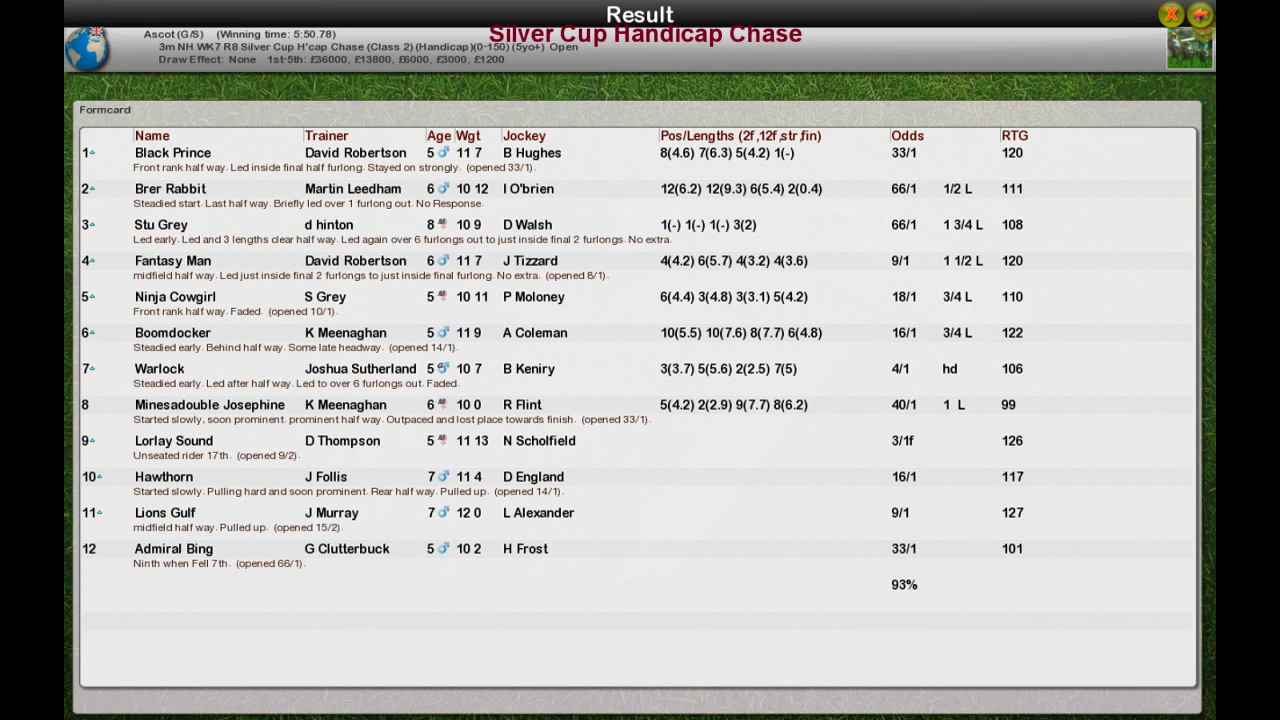 Result
Silver Cup Handicap Chase
Ascot (G/S) (Winning time: 5:50.78)
3m NH WK7 R8 Silver Cup H'cap Chase (Class 2) (Handicap)(0-150) (5yo+) Open
Draw Effect: None 1st-5th: £36000, £13800, £6000, £3000, £1200
Formcard
Name Trainer Age Wgt Jockey Pos/Lengths (2f,12f,str,fin) Odds RTG
1 Black Prince David Robertson 5 11 7 B Hughes 8(4.6) 7(6.3) 5(4.2) 1(-) 33/1 120
Front rank half way. Led inside final half furlong. Stayed on strongly. (opened 33/1).
2 Brer Rabbit Martin Leedham 6 10 12 I O'brien 12(6.2) 12(9.3) 6(5.4) 2(0.4) 66/1 1/2 L 111
Steadied start. Last half way. Briefly led over 1 furlong out. No Response.
3 Stu Grey d hinton 8 10 9 D Walsh 1(-) 1(-) 1(-) 3(2) 66/1 1 3/4 L 108
Led early. Led and 3 lengths clear half way. Led again over 6 furlongs out to just inside final 2 furlongs. No extra.
4 Fantasy Man David Robertson 6 11 7 J Tizzard 4(4.2) 6(5.7) 4(3.2) 4(3.6) 9/1 1 1/2 L 120
midfield half way. Led just inside final 2 furlongs to just inside final furlong. No extra. (opened 8/1).
5 Ninja Cowgirl S Grey 5 10 11 P Moloney 6(4.4) 3(4.8) 3(3.1) 5(4.2) 18/1 3/4 L 110
Front rank half way. Faded. (opened 10/1).
6 Boomdocker K Meenaghan 5 11 9 A Coleman 10(5.5) 10(7.6) 8(7.7) 6(4.8) 16/1 3/4 L 122
Steadied early. Behind half way. Some late headway. (opened 14/1).
7 Warlock Joshua Sutherland 5 10 7 B Keniry 3(3.7) 5(5.6) 2(2.5) 7(5) 4/1 hd 106
Steadied early. Led after half way. Led to over 6 furlongs out. Faded.
8 Minesadouble Josephine K Meenaghan 6 10 0 R Flint 5(4.2) 2(2.9) 9(7.7) 8(6.2) 40/1 1 L 99
Started slowly, soon prominent. prominent half way. Outpaced and lost place towards finish. (opened 33/1).
9 Lorlay Sound D Thompson 5 11 13 N Scholfield 3/1f 126
Unseated rider 17th. (opened 9/2).
10 Hawthorn J Follis 7 11 4 D England 16/1 117
Started slowly. Pulling hard and soon prominent. Rear half way. Pulled up. (opened 14/1).
11 Lions Gulf J Murray 7 12 0 L Alexander 9/1 127
midfield half way. Pulled up. (opened 15/2).
12 Admiral Bing G Clutterbuck 5 10 2 H Frost 33/1 101
Ninth when Fell 7th. (opened 66/1).
93%